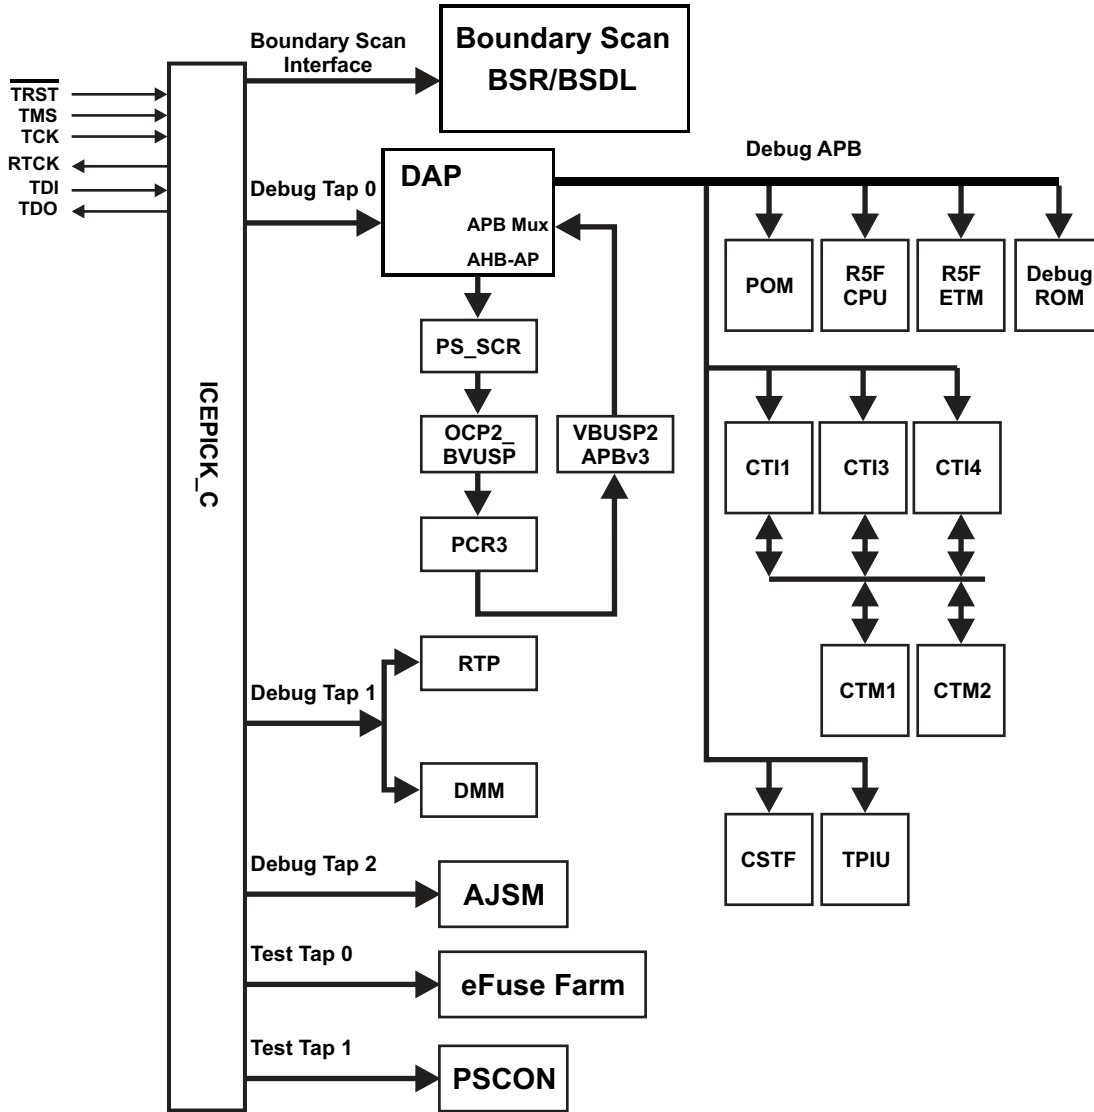 Boundary Scan
Interface
Boundary Scan
BSR/BSDL
TRST
TMS
TCK
RTCK
TDI
TDO
ICEPICK_C
Debug Tap 0
DAP
APB Mux
AHB-AP
Debug APB
POM
R5F
CPU
R5F
ETM
Debug
ROM
PS_SCR
OCP2_
BVUSP
VBUSP2
APBv3
PCR3
CTI1
CTI3
CTI4
CTM1
CTM2
Debug Tap 1
RTP
DMM
CSTF
TPIU
Debug Tap 2
AJSM
Test Tap 0
eFuse Farm
Test Tap 1
PSCON